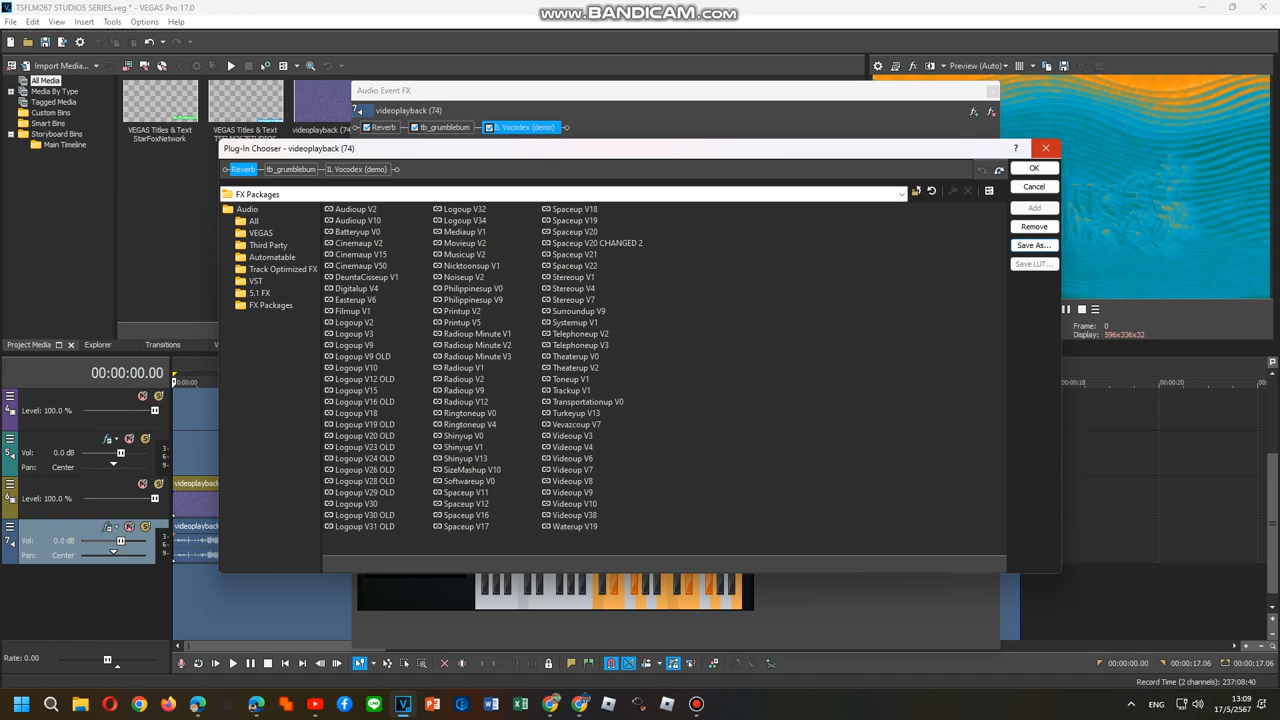 TSFLM267 STUDIOS SERIES.veg * - VEGAS Pro 17.0
www.BANDICAM.com
File Edit View Insert Tools Options Help
Import Media...
Preview (Auto)
All Media
Media By Type
Tagged Media
Custom Bins
Smart Bins
Storyboard Bins
Main Timeline
VEGAS Titles & Text
StarFoxNetwork
VEGAS Titles & Text
videoplayback (74)
Audio Event FX
videoplayback (74)
Reverb tb_grumblebum IL Vocodex (demo)
Plug-In Chooser - videoplayback (74)
Reverb tb_grumblebum IL Vocodex (demo)
FX Packages
OK
Cancel
Add
Remove
Save As...
Save LUT...
Audio
All
VEGAS
Third Party
Automatable
Track Optimized FX
VST
5.1 FX
FX Packages
Audioup V2
Cinemaup V10
Batteryup V0
Cinemaup V2
Cinemaup V15
Cinemaup V50
DeuntaCisseup V1
Digitalup V4
Easterup V6
Filmup V1
Logoup V2
Logoup V3
Logoup V9
Logoup V9 OLD
Logoup V10
Logoup V12 OLD
Logoup V15
Logoup V16 OLD
Logoup V18
Logoup V19 OLD
Logoup V20 OLD
Logoup V23 OLD
Logoup V24 OLD
Logoup V26 OLD
Logoup V28 OLD
Logoup V29 OLD
Logoup V30
Logoup V30 OLD
Logoup V31 OLD
Logoup V32
Logoup V34
Mediaup V1
Movieup V2
Musicup V2
Nicktoonsup V1
Noiseup V2
Philippinesup V0
Philippinesup V9
Printup V2
Printup V5
Radioup Minute V1
Radioup Minute V2
Radioup Minute V3
Radioup V1
Radioup V2
Radioup V9
Radioup V12
Ringtoneup V0
Ringtoneup V4
Shinyup V0
Shinyup V1
Shinyup V13
SizeMashup V10
Softwareup V0
Spaceup V11
Spaceup V12
Spaceup V16
Spaceup V17
Spaceup V18
Spaceup V19
Spaceup V20
Spaceup V20 CHANGED 2
Spaceup V21
Spaceup V22
Stereoup V1
Stereoup V4
Stereoup V7
Surroundup V9
Systemup V1
Telephoneup V2
Telephoneup V3
Theaterup V0
Theaterup V2
Toneup V1
Trackup V1
Transportationup V0
Turkeyup V13
Vevazcoup V7
Videoup V3
Videoup V4
Videoup V6
Videoup V7
Videoup V8
Videoup V9
Videoup V10
Videoup V38
Waterup V19
Frame: 0
Display: 596x336x32
Project Media Explorer Transitions
00:00:00.00
00:00:18 00:00:20
4 Level: 100.0 %
5 Vol: 0.0 dB
Pan: Center
6 Level: 100.0 %
videoplayback
7 Vol: 0.0 dB
Pan: Center
videoplayback
Rate: 0.00
00:00:00.00 00:00:17.06 00:00:17.06
Record Time (2 channels): 237:08:40
ENG
13:09
17/5/2567